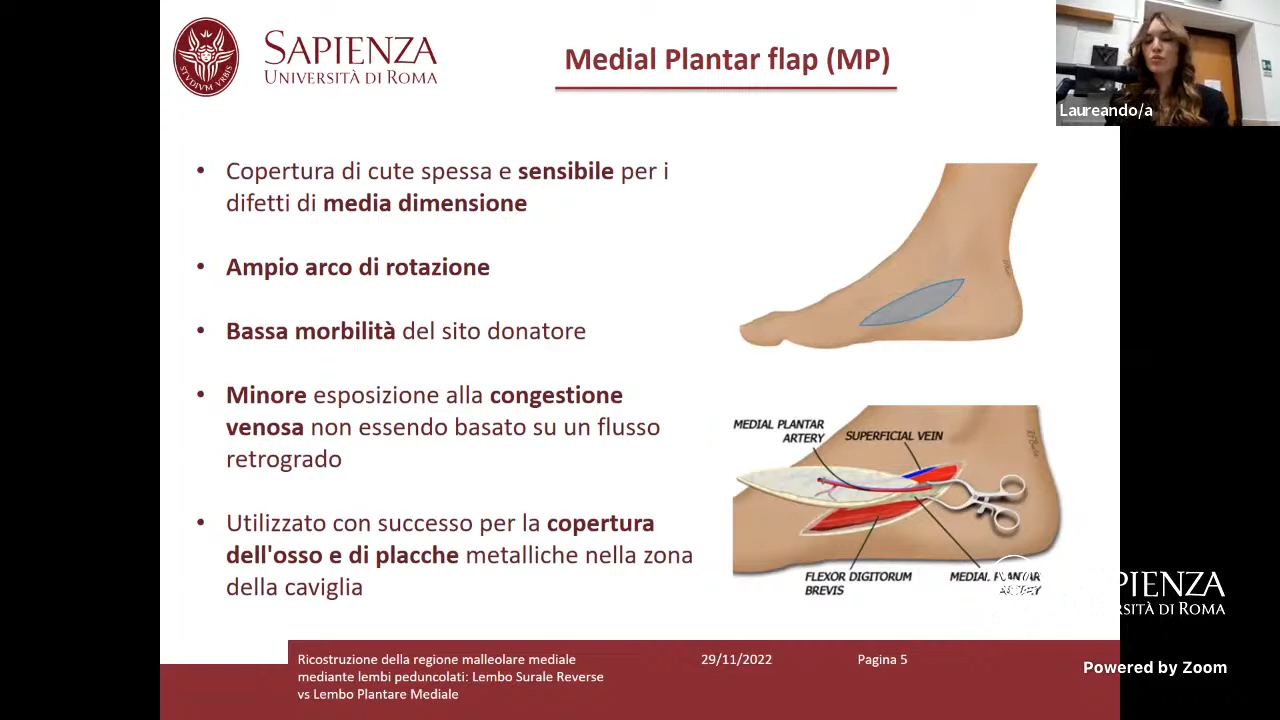 SAPIENZA
UNIVERSITÀ DI ROMA
STVDIVM VRBIS
Medial Plantar flap (MP)
Laureando/a
• Copertura di cute spessa e sensibile per i
difetti di media dimensione
• Ampio arco di rotazione
• Bassa morbilità del sito donatore
• Minore esposizione alla congestione
venosa non essendo basato su un flusso
retrogrado
• Utilizzato con successo per la copertura
dell'osso e di placche metalliche nella zona
della caviglia
MEDIAL PLANTAR
ARTERY
SUPERFICIAL VEIN
FLEXOR DIGITORUM
BREVIS
MEDIAL PLANTAR
PIENZA
RSITÀ DI ROMA
Ricostruzione della regione malleolare mediale
mediante lembi peduncolati: Lembo Surale Reverse
vs Lembo Plantare Mediale
29/11/2022
Pagina 5
Powered by Zoom